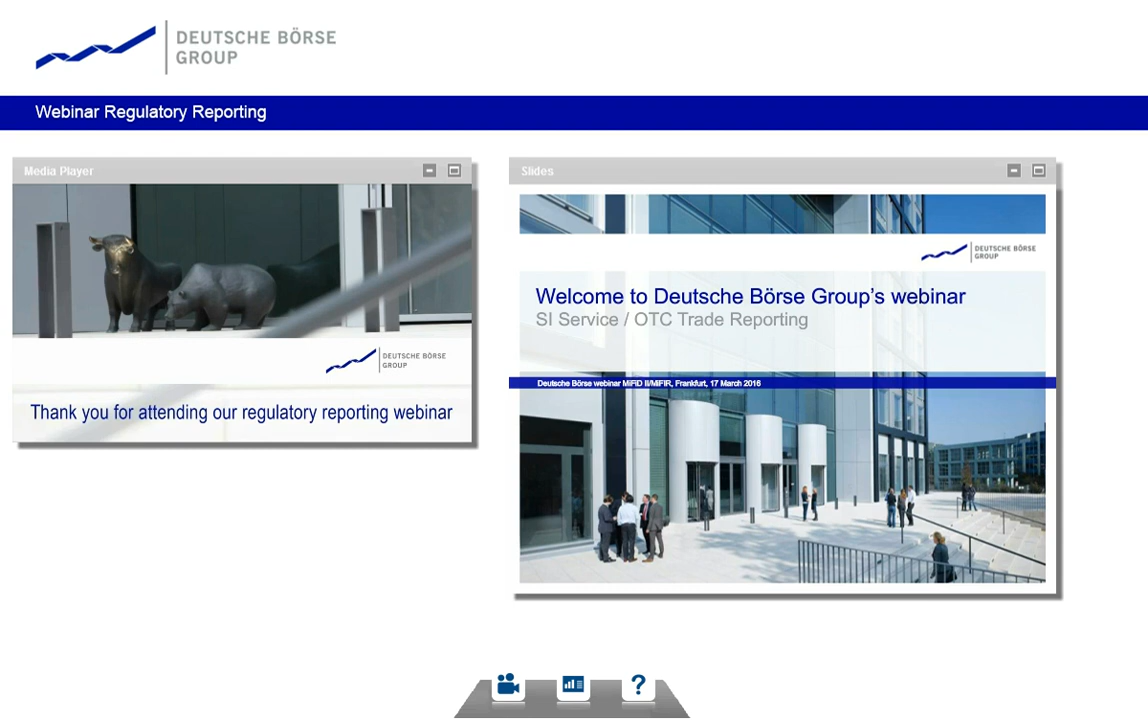 DEUTSCHE BÖRSE
GROUP
Webinar Regulatory Reporting
Media Player
DEUTSCHE BÖRSE
GROUP
Thank you for attending our regulatory reporting webinar
Slides
DEUTSCHE BÖRSE
GROUP
Welcome to Deutsche Börse Group's webinar
SI Service / OTC Trade Reporting
Deutsche Börse webinar MiFiD II/MiFIR, Frankfurt, 17 March 2016
?